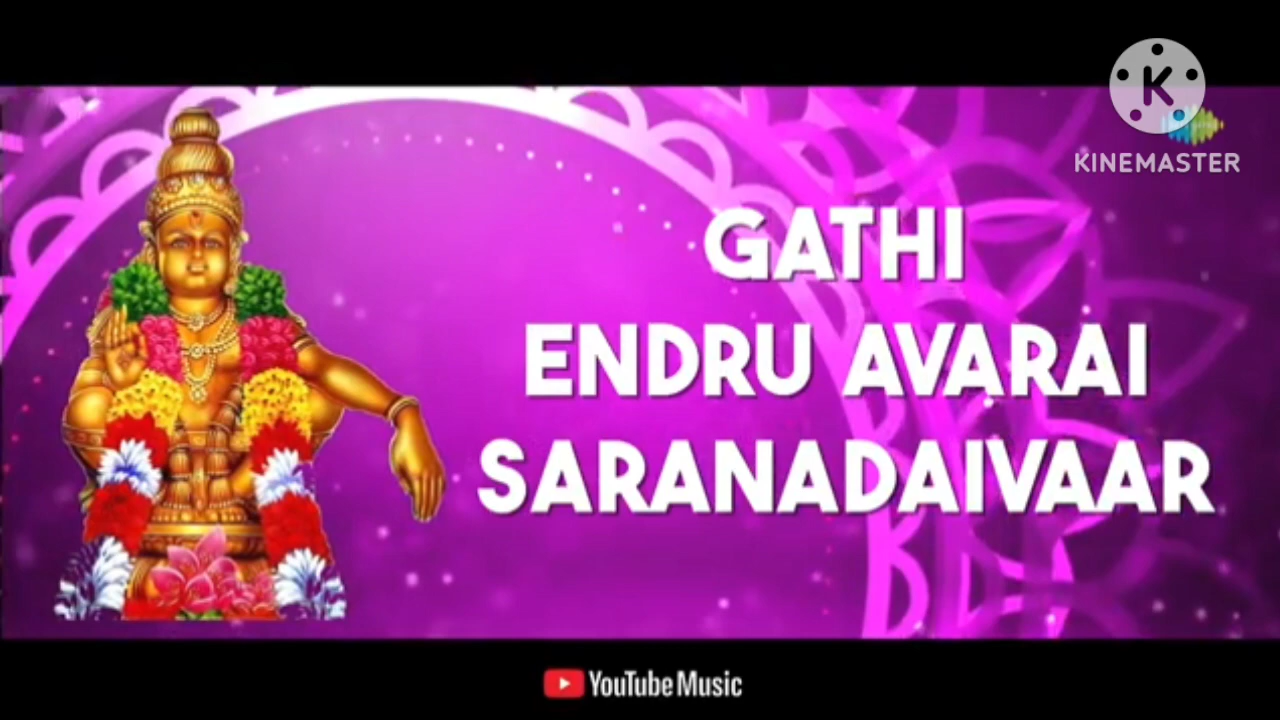 K
KINEMASTER
GATHI
ENDRU AVARAI
SARANADAIVAAR
YouTube Music